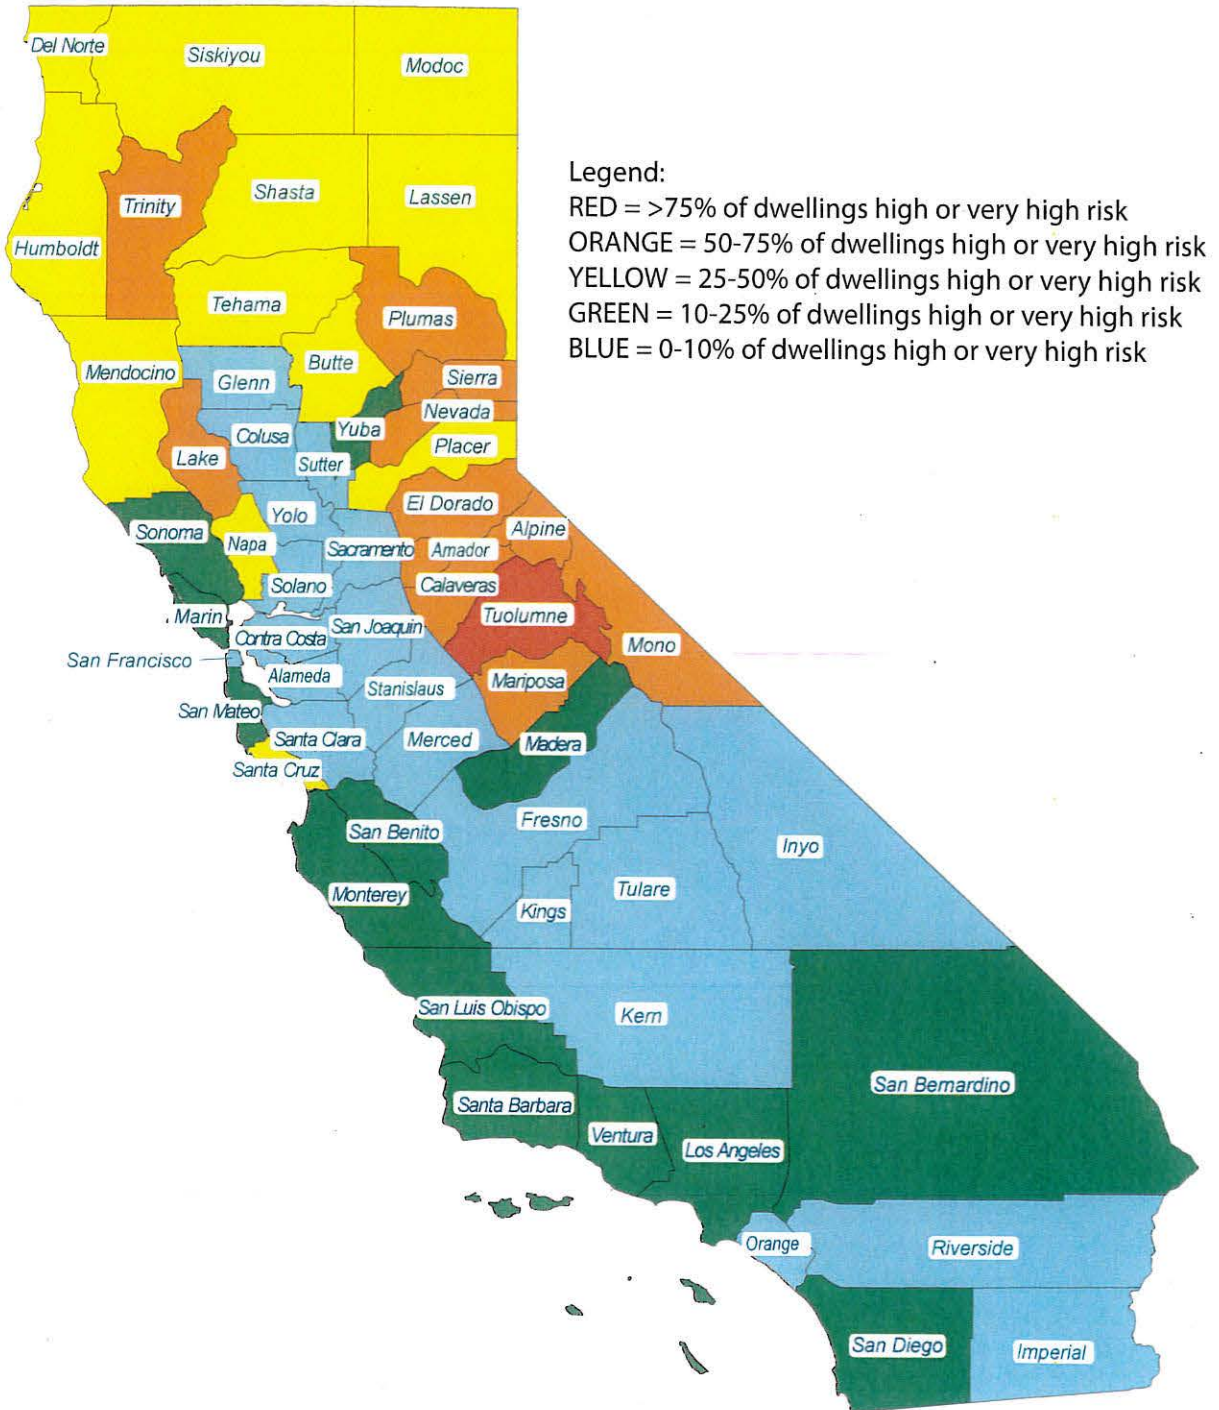 Del Norte
Siskiyou
Modoc
Legend:
RED = >75% of dwellings high or very high risk
ORANGE = 50-75% of dwellings high or very high risk
YELLOW = 25-50% of dwellings high or very high risk
GREEN = 10-25% of dwellings high or very high risk
BLUE = 0-10% of dwellings high or very high risk
Trinity
Shasta
Lassen
Humboldt
Tehama
Plumas
Mendocino
Glenn
Butte
Sierra
Nevada
Colusa
Yuba
Placer
Lake
Sutter
El Dorado
Yolo
Alpine
Sonoma
Napa
Sacramento
Amador
Solano
Calaveras
Marin
Tuolumne
Contra Costa
San Joaquin
Mono
San Francisco
Alameda
Stanislaus
Mariposa
San Mateo
Santa Clara
Merced
Madera
Santa Cruz
San Benito
Fresno
Inyo
Monterey
Kings
Tulare
San Luis Obispo
Kern
San Bernardino
Santa Barbara
Ventura
Los Angeles
Orange
Riverside
San Diego
Imperial